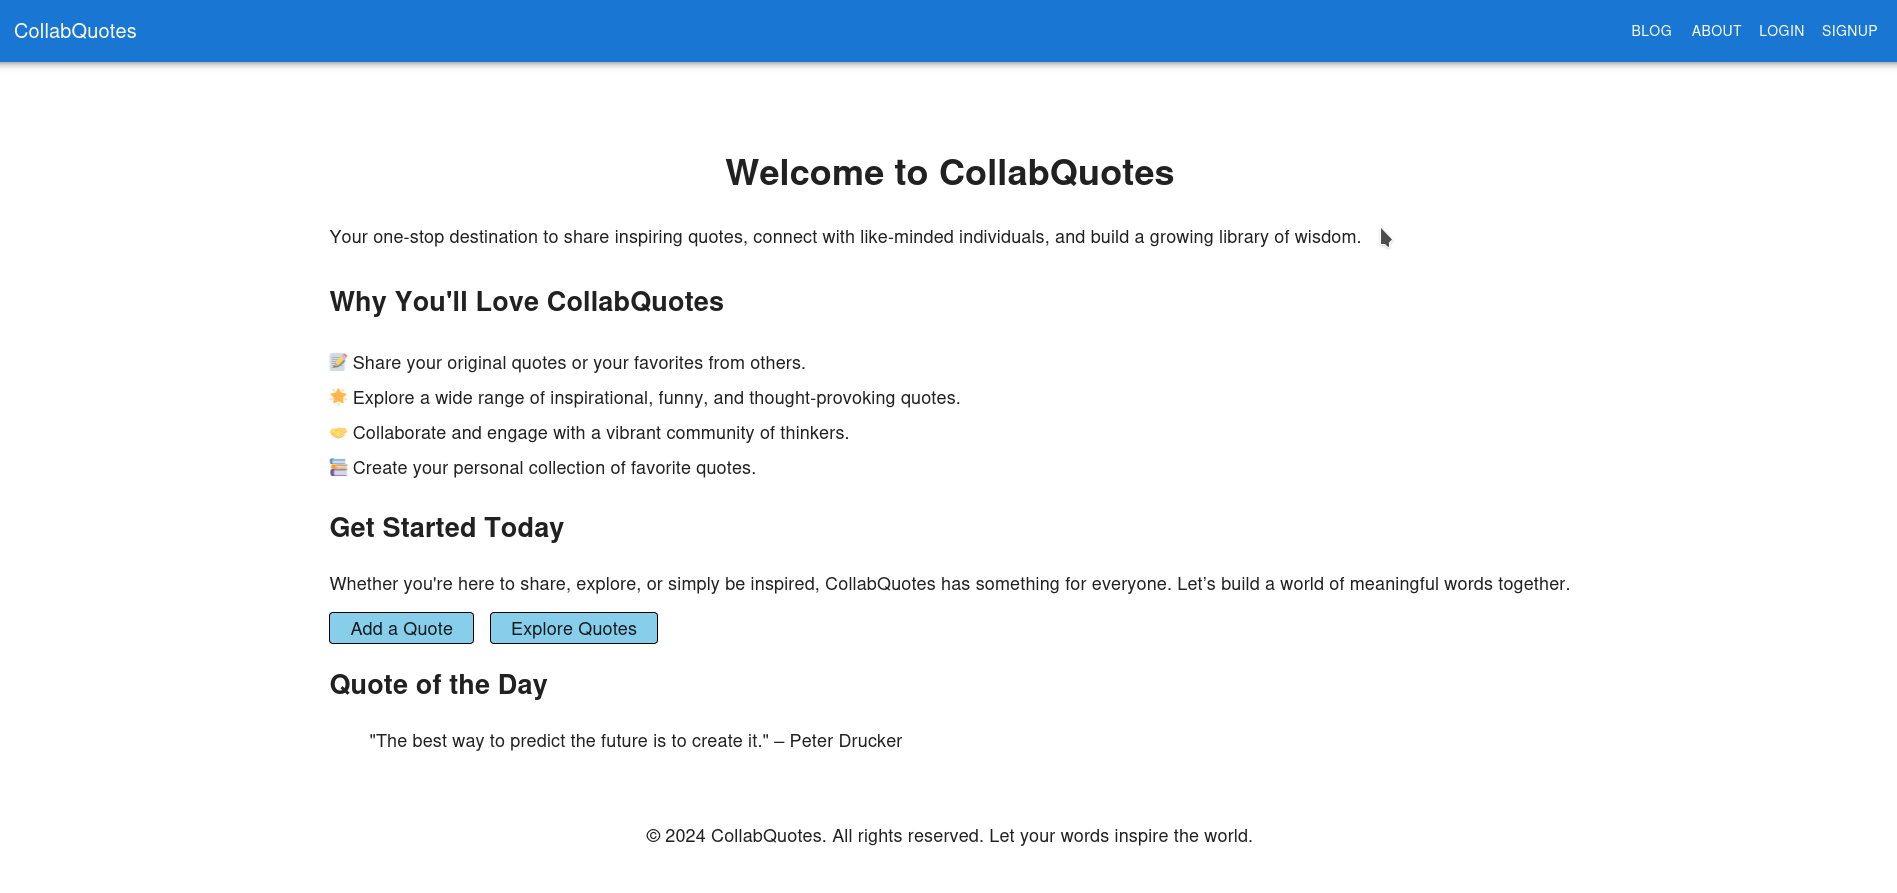 CollabQuotes
BLOG ABOUT LOGIN SIGNUP
Welcome to CollabQuotes
Your one-stop destination to share inspiring quotes, connect with like-minded individuals, and build a growing library of wisdom.
Why You'll Love CollabQuotes
📝 Share your original quotes or your favorites from others.
🌟 Explore a wide range of inspirational, funny, and thought-provoking quotes.
🤝 Collaborate and engage with a vibrant community of thinkers.
📚 Create your personal collection of favorite quotes.
Get Started Today
Whether you're here to share, explore, or simply be inspired, CollabQuotes has something for everyone. Let’s build a world of meaningful words together.
Add a Quote Explore Quotes
Quote of the Day
"The best way to predict the future is to create it." – Peter Drucker
© 2024 CollabQuotes. All rights reserved. Let your words inspire the world.